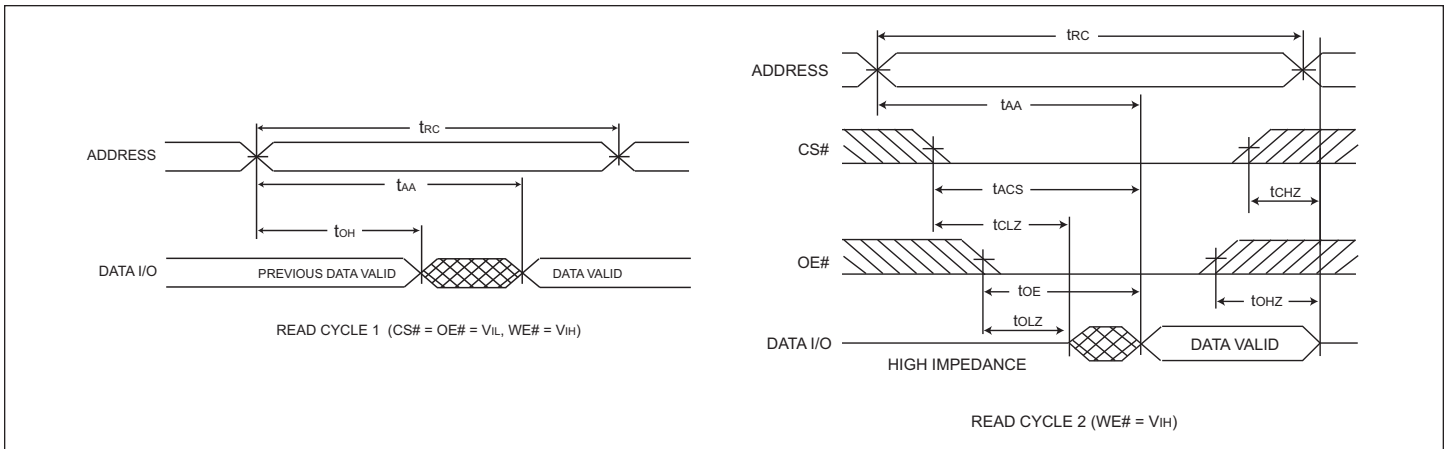 tRC
ADDRESS
tAA
tOH
DATA I/O
PREVIOUS DATA VALID
DATA VALID
READ CYCLE 1 (CS# = OE# = VIL, WE# = VIH)
tRC
ADDRESS
tAA
CS#
tACS
tCHZ
tCLZ
OE#
tOE
tOHZ
tOLZ
DATA I/O
DATA VALID
HIGH IMPEDANCE
READ CYCLE 2 (WE# = VIH)